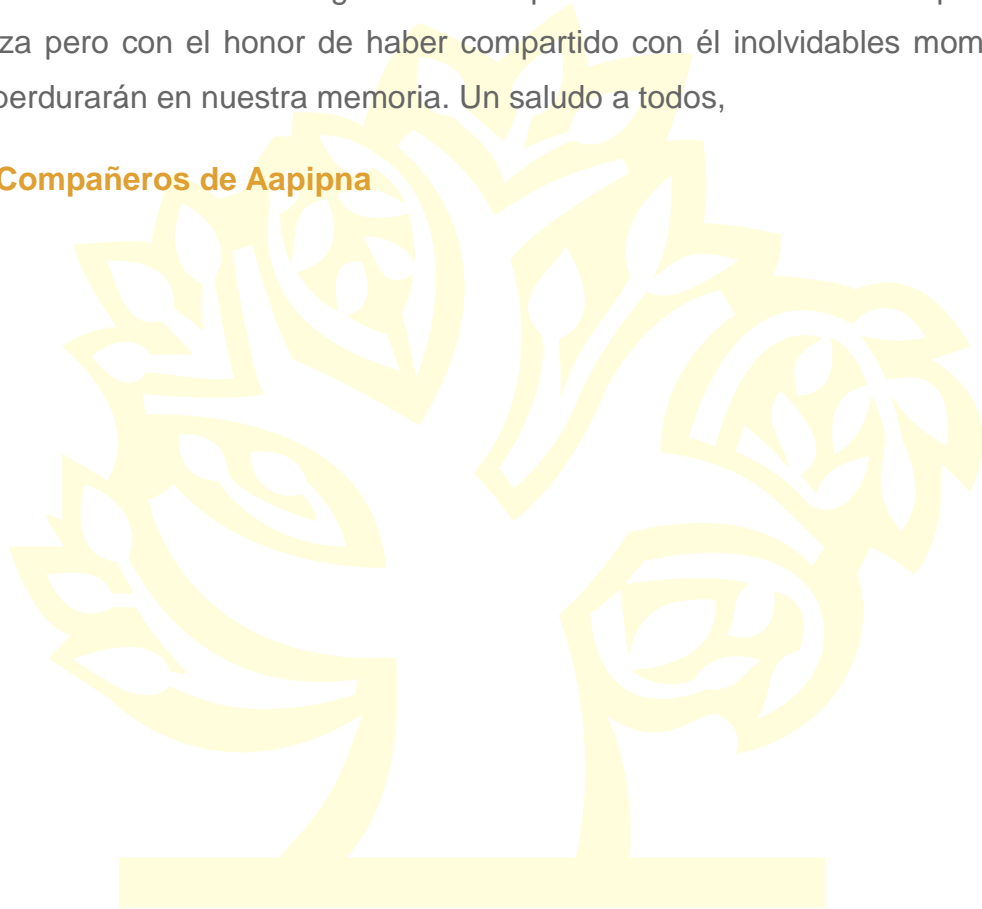 za pero con el honor de haber compartido con él inolvidables mom
perdurarán en nuestra memoria. Un saludo a todos,
Compañeros de Aapipna